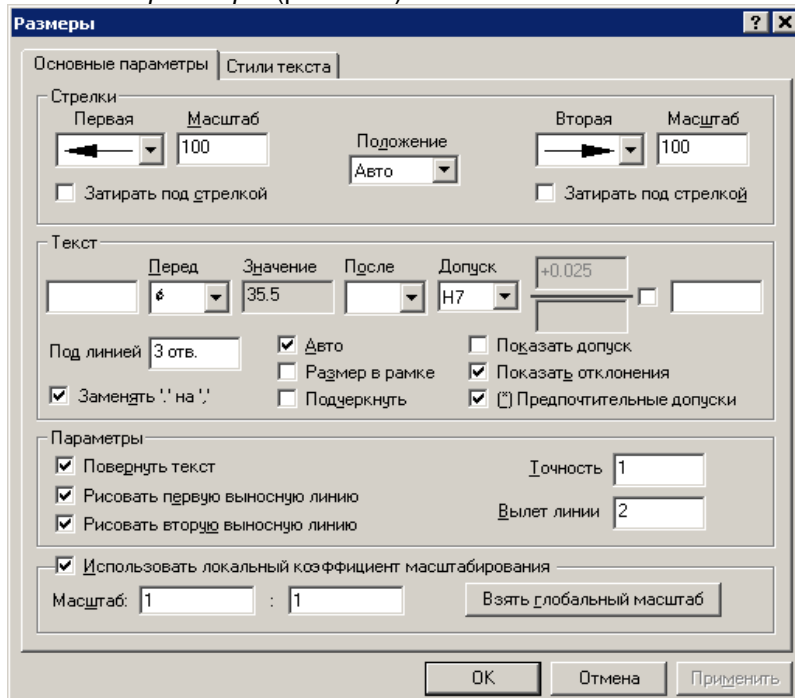 Размеры
Основные параметры Стили текста
Стрелки
Первая Масштаб Положение Вторая Масштаб
100 Авто 100
Затирать под стрелкой Затирать под стрелкой
Текст
Перед Значение После Допуск +0.025
35.5 H7
Под линией 3 отв. Авто Показать допуск
Размер в рамке Показать отклонения
Заменять '.' на ',' Подчеркнуть (*) Предпочтительные допуски
Параметры
Повернуть текст Точность 1
Рисовать первую выносную линию
Рисовать вторую выносную линию Вылет линии 2
Использовать локальный коэффициент масштабирования
Масштаб: 1 : 1 Взять глобальный масштаб
OK Отмена Применить